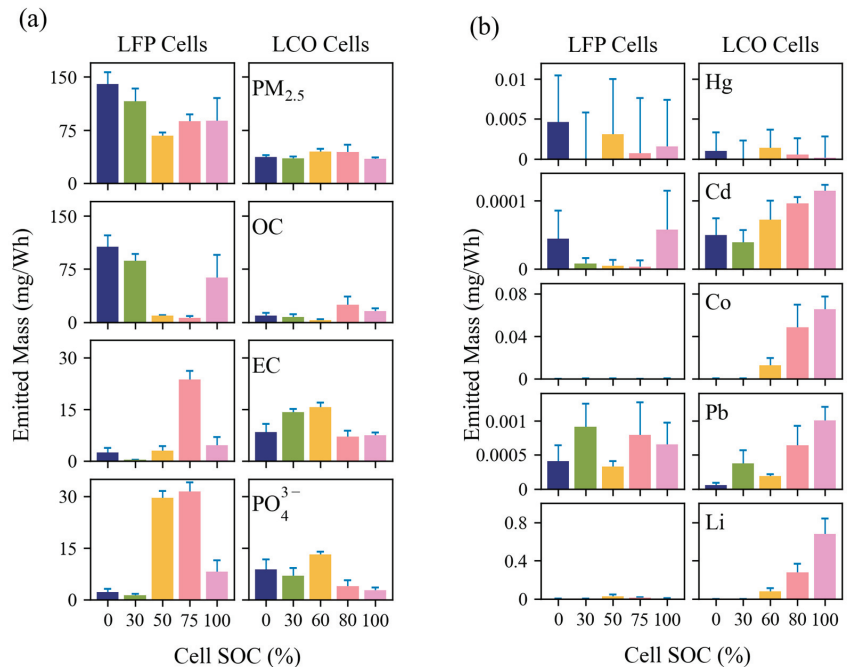 (a)
LFP Cells LCO Cells
150
75
0
PM2.5
150
75
0
OC
30
15
0
EC
30
15
0
PO4^3−
0 30 50 75 100 0 30 60 80 100
Cell SOC (%)
Emitted Mass (mg/Wh)
(b)
LFP Cells LCO Cells
0.01
0.005
0
Hg
0.0001
0
Cd
0.08
0.04
0
Co
0.001
0.0005
0
Pb
0.8
0.4
0
Li
0 30 50 75 100 0 30 60 80 100
Cell SOC (%)
Emitted Mass (mg/Wh)